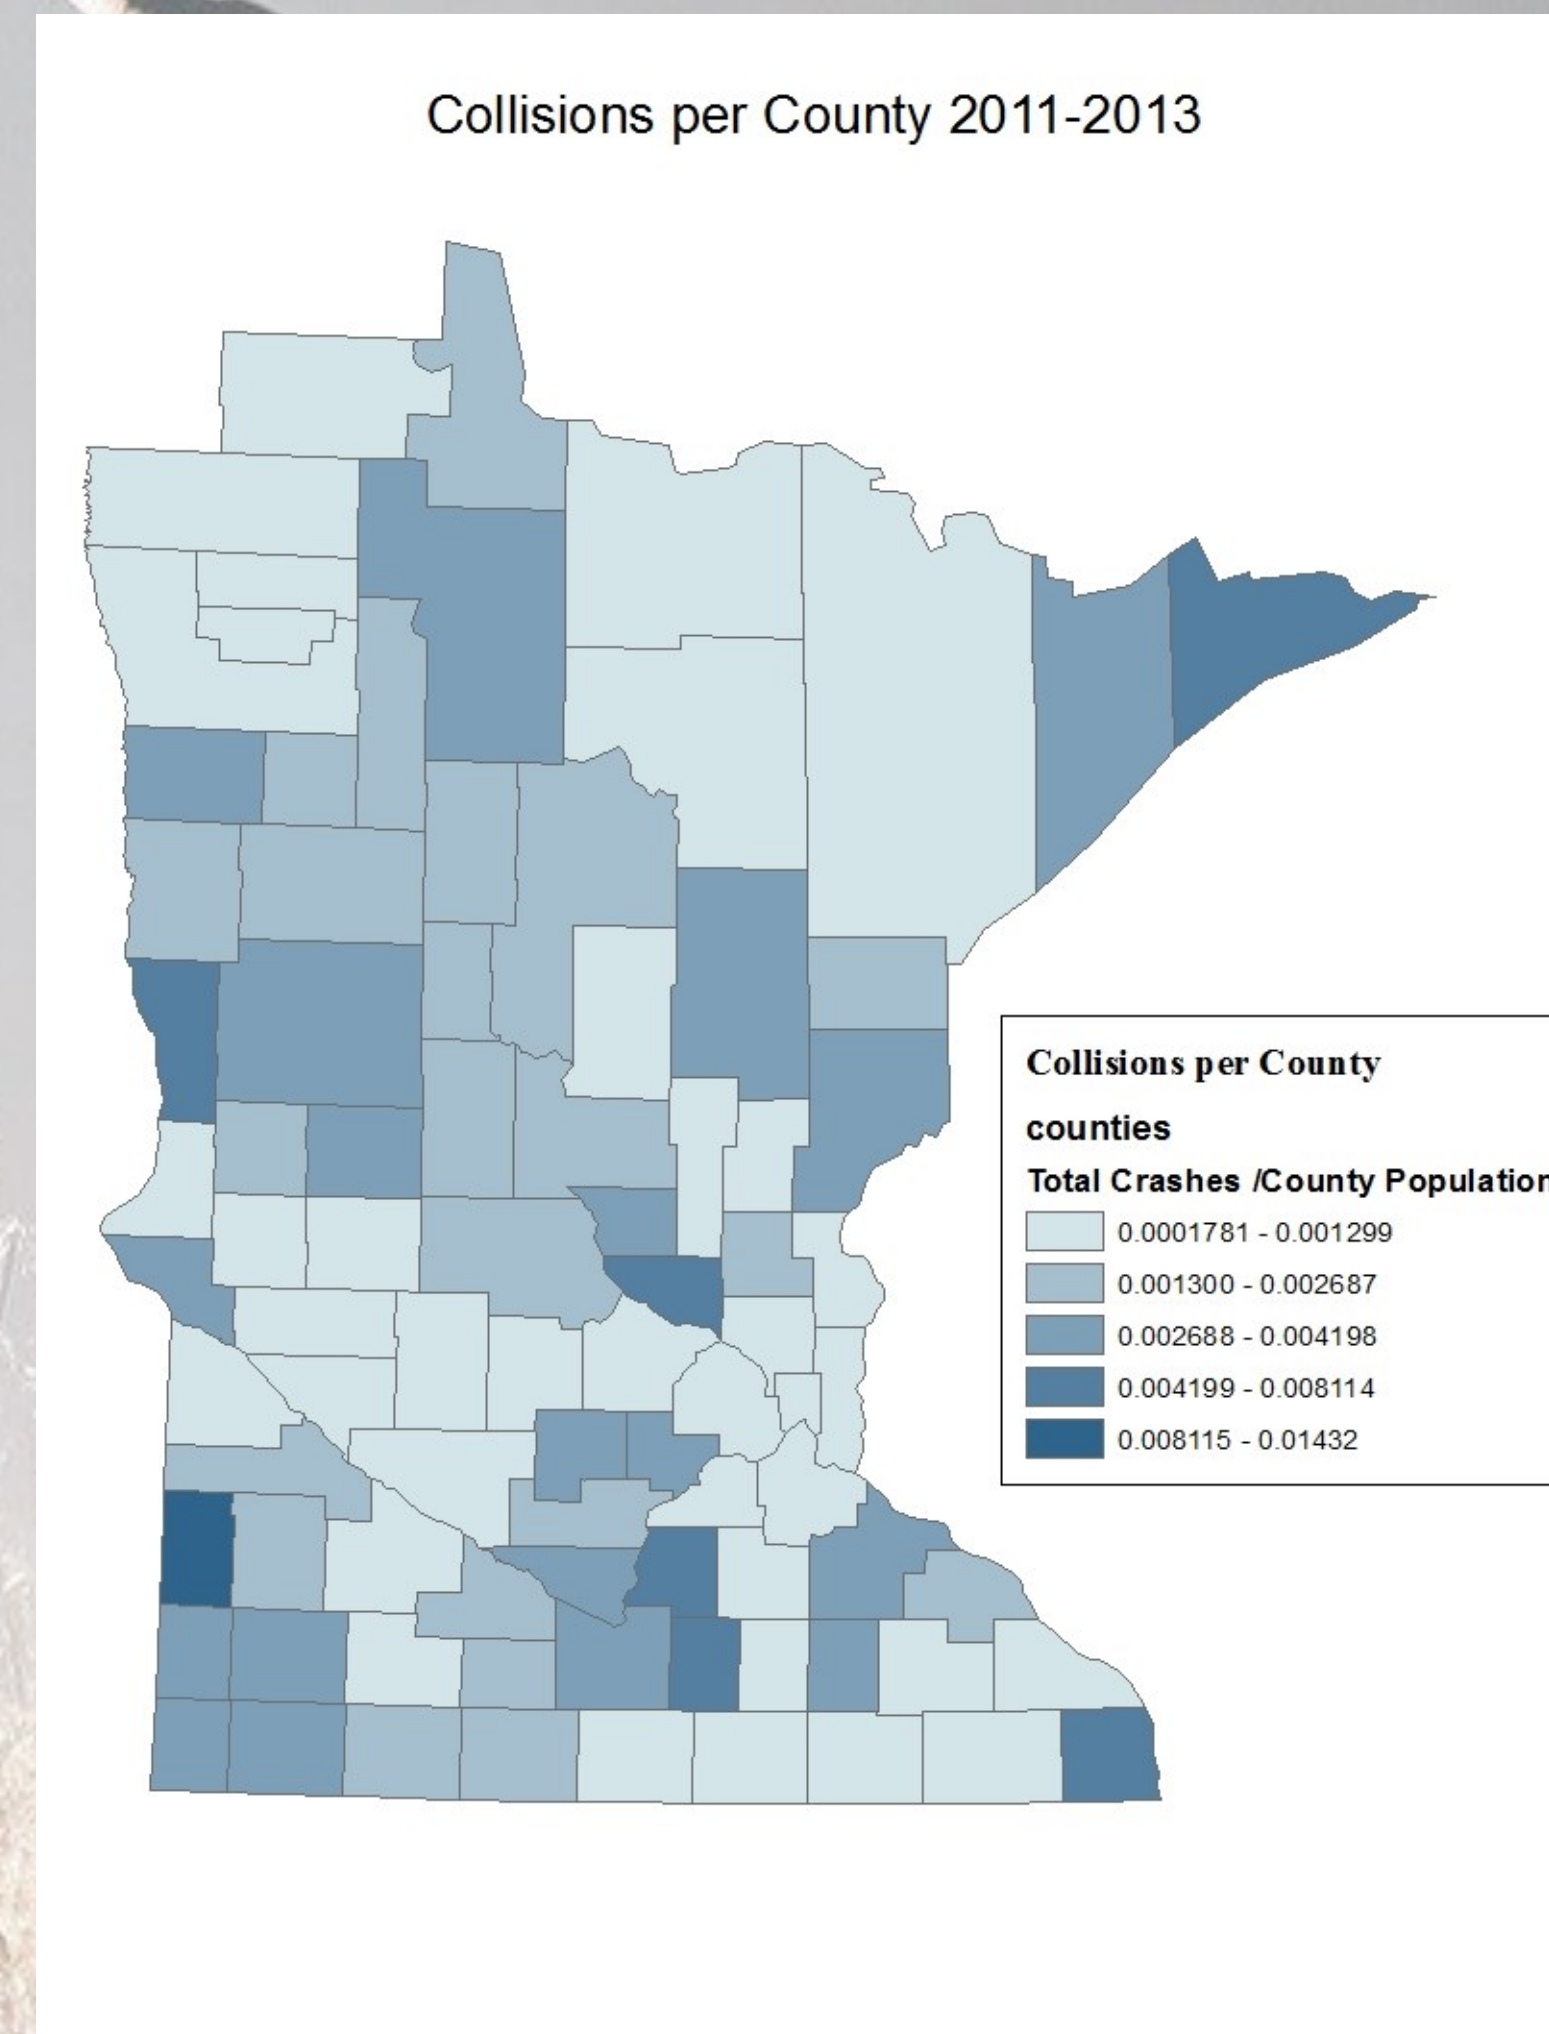 Collisions per County 2011-2013
Collisions per County
counties
Total Crashes /County Population
0.0001781 - 0.001299
0.001300 - 0.002687
0.002688 - 0.004198
0.004199 - 0.008114
0.008115 - 0.01432